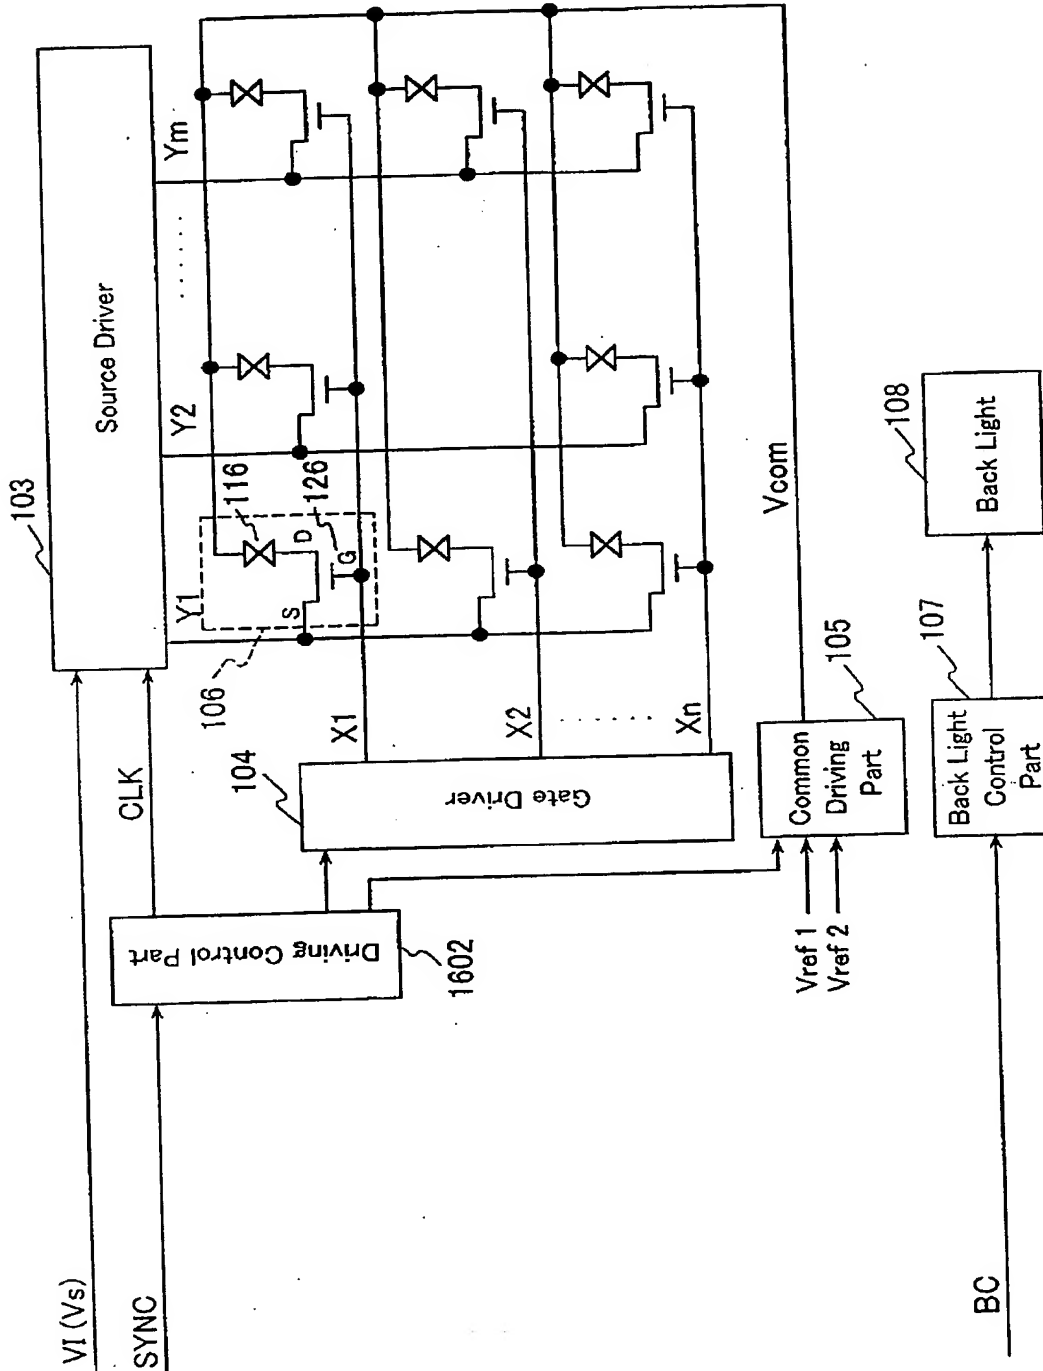 103
Source Driver
Ym
.......
Y2
Y1
116
126
D
G
S
106
CLK
VI (Vs)
SYNC
Driving Control Part
1602
104
Gate Driver
X1
X2
.......
Xn
Vcom
105
Common
Driving
Part
Vref 1
Vref 2
107
Back Light
Control
Part
108
Back Light
BC